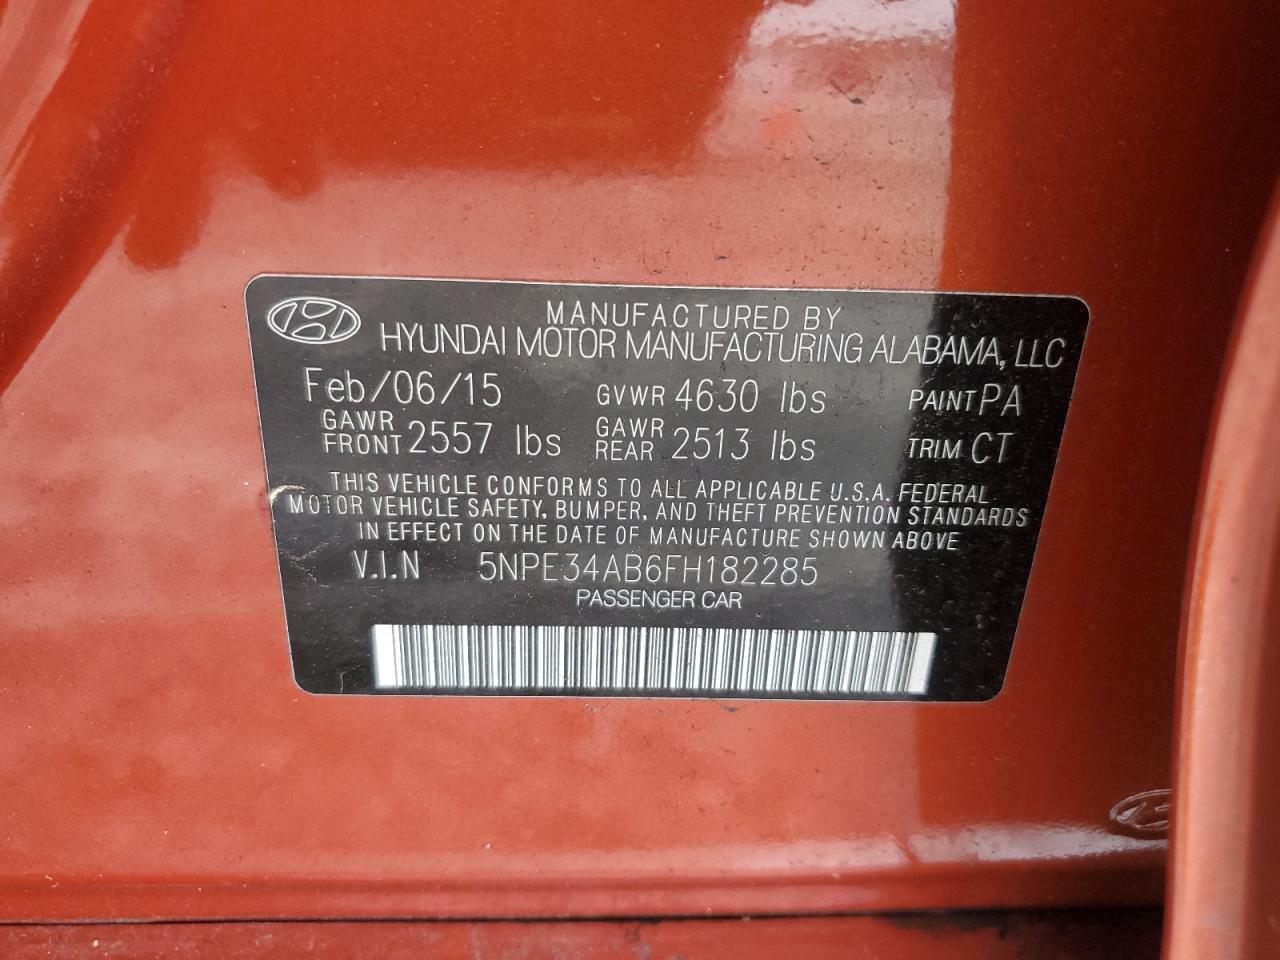 MANUFACTURED BY
HYUNDAI MOTOR MANUFACTURING ALABAMA, LLC
Feb/06/15 GVWR 4630 lbs PAINT PA
GAWR FRONT 2557 lbs GAWR REAR 2513 lbs TRIM CT
THIS VEHICLE CONFORMS TO ALL APPLICABLE U.S.A. FEDERAL
MOTOR VEHICLE SAFETY, BUMPER, AND THEFT PREVENTION STANDARDS
IN EFFECT ON THE DATE OF MANUFACTURE SHOWN ABOVE
V.I.N 5NPE34AB6FH182285
PASSENGER CAR